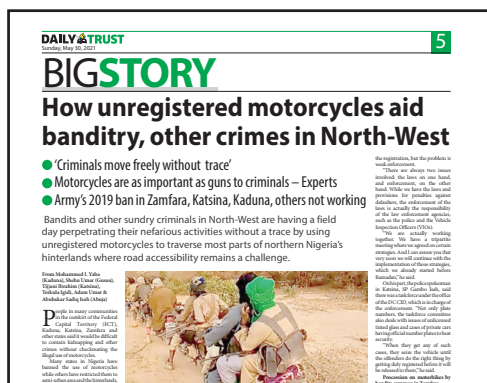 DAILY TRUST
Sunday, May 30, 2021
5
BIGSTORY
How unregistered motorcycles aid
banditry, other crimes in North-West
'Criminals move freely without trace'
Motorcycles are as important as guns to criminals – Experts
Army's 2019 ban in Zamfara, Katsina, Kaduna, others not working
Bandits and other sundry criminals in North-West are having a field
day perpetrating their nefarious activities without a trace by using
unregistered motorcycles to traverse most parts of northern Nigeria's
hinterlands where road accessibility remains a challenge.
From Mohammed I. Yaba
(Kaduna), Shehu Umar (Gusau),
Tijjani Ibrahim (Katsina),
Terkula Igidi, Adam Umar &
Abubakar Sadiq Isah (Abuja)
People in many communities
in the comfort of the Federal
Capital Territory (FCT),
Kaduna, Katsina, Zamfara and
other states said it would be difficult
to contain kidnapping and other
crimes without checkmating the
illegal use of motorcycles.
Many states in Nigeria have
banned the use of motorcycles
while others have restricted them to
semi-urban area and the hinterlands,
the registration, but the problem is
weak enforcement.
"There are always two issues
involved: the laws on one hand,
and enforcement, on the other
hand. While we have the laws and
provisions for penalties against
defaulters, the enforcement of the
laws is actually the responsibility
of the law enforcement agencies,
such as the police and the Vehicle
Inspection Officers (VIOs).
"We are actually working
together. We have a tripartite
meeting where we agreed on certain
strategies. And I can assure you that
very soon we will continue with the
implementation of those strategies,
which we already started before
Ramadan," he said.
On his part, the police spokesman
in Katsina, SP Gambo Isah, said
there was a task force under the office
of the DC CID, which is in charge of
the enforcement. "Not only plate
numbers, the taskforce committee
also deals with issues of unlicensed
tinted glass and cases of private cars
having official number plates to beat
security.
"When they get any of such
cases, they seize the vehicle until
the offenders do the right thing by
getting duly registered before it will
be released to them," he said.
Procession on motorbikes by